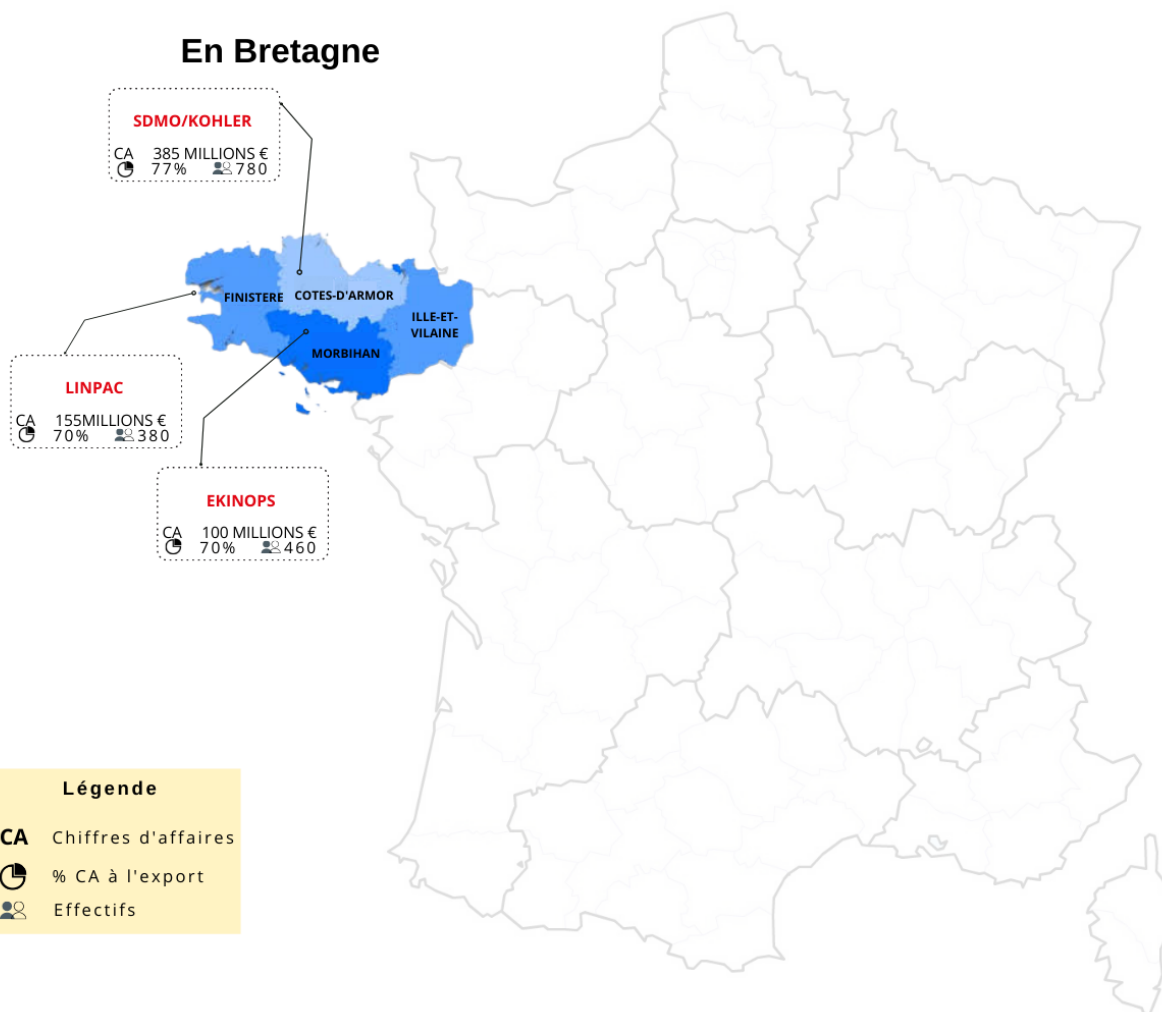 En Bretagne
SDMO/KOHLER
CA 385 MILLIONS €
77% 780
FINISTERE
COTES-D'ARMOR
ILLE-ET-
VILAINE
MORBIHAN
LINPAC
CA 155MILLIONS €
70% 380
EKINOPS
CA 100 MILLIONS €
70% 460
Légende
CA Chiffres d'affaires
% CA à l'export
Effectifs